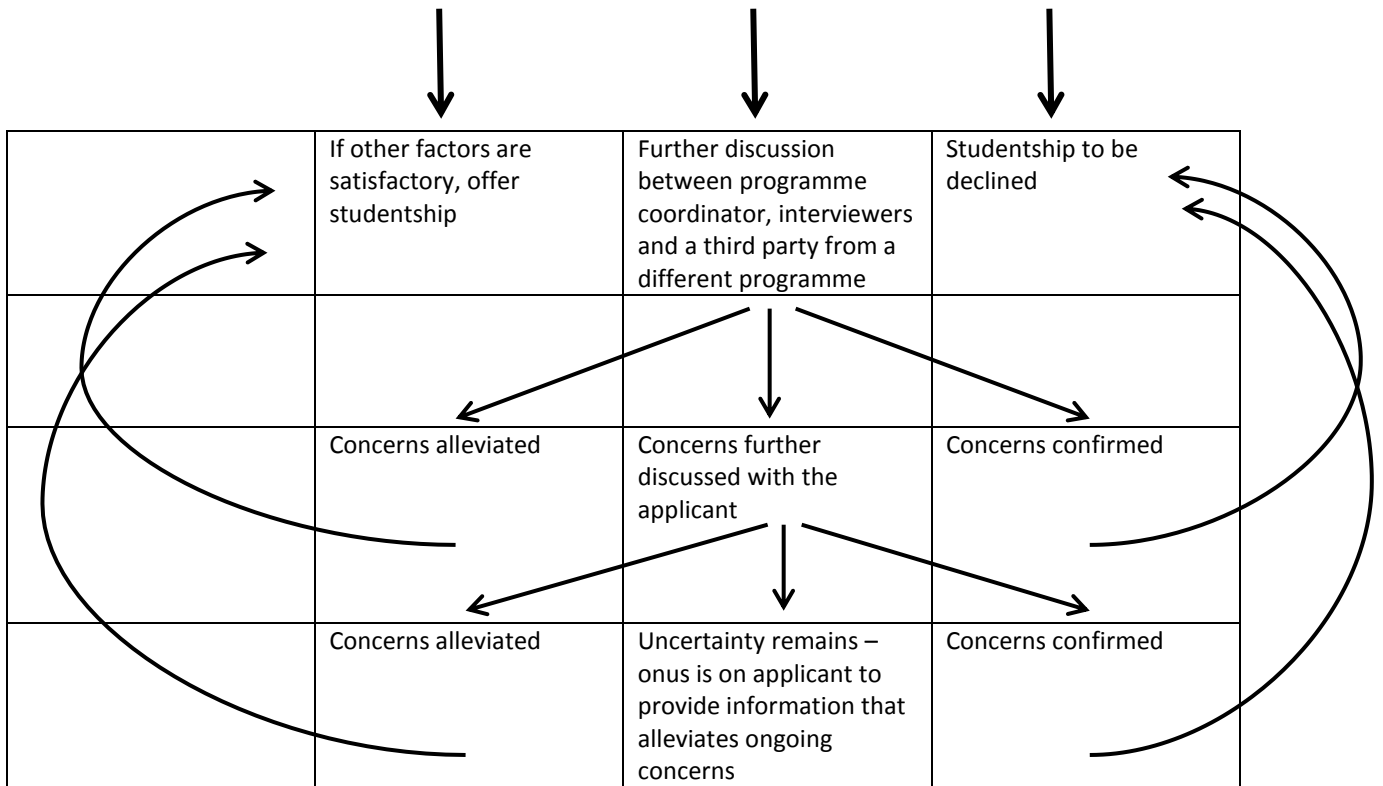 If other factors are
satisfactory, offer
studentship
Further discussion
between programme
coordinator, interviewers
and a third party from a
different programme
Studentship to be
declined
Concerns alleviated
Concerns further
discussed with the
applicant
Concerns confirmed
Concerns alleviated
Uncertainty remains –
onus is on applicant to
provide information that
alleviates ongoing
concerns
Concerns confirmed